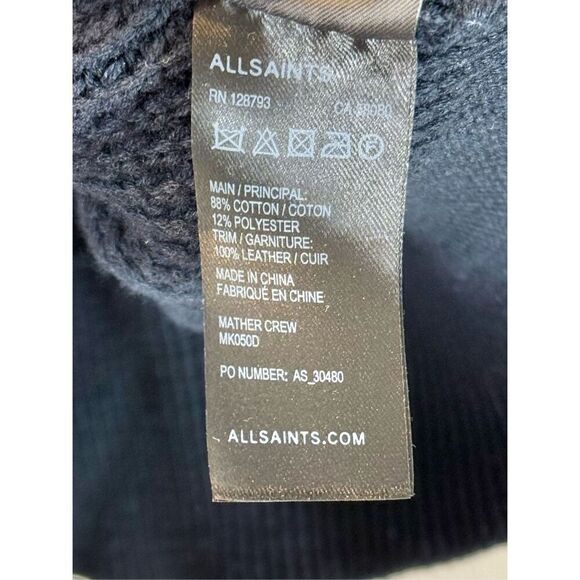 ALLSAINTS
RN 128793
MAIN / PRINCIPAL:
88% COTTON / COTON
12% POLYESTER
TRIM / GARNITURE:
100% LEATHER / CUIR
MADE IN CHINA
FABRIQUÉ EN CHINE
MATHER CREW
MK050D
PO NUMBER: AS_30480
ALLSAINTS.COM